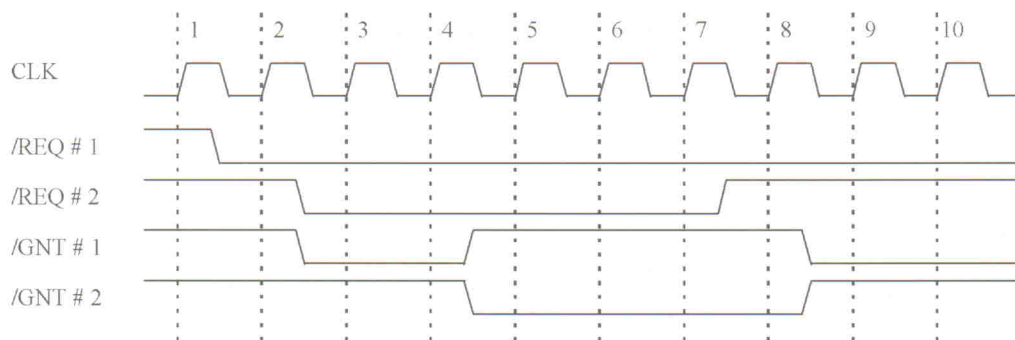 1 2 3 4 5 6 7 8 9 10
CLK
/REQ # 1
/REQ # 2
/GNT # 1
/GNT # 2